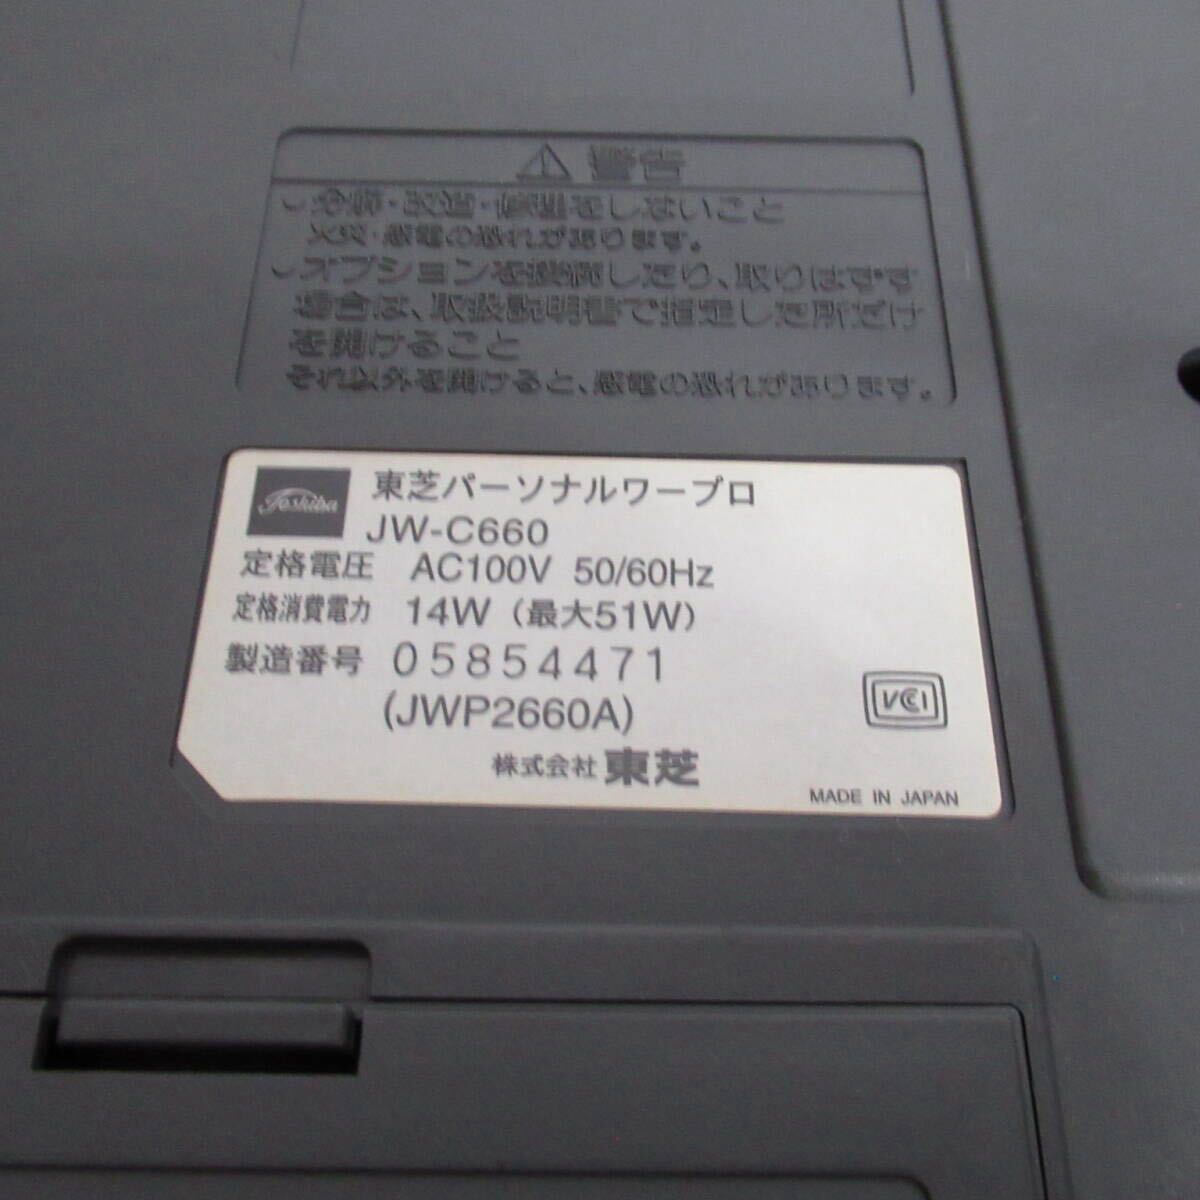 警告
分解・改造・修理をしないこと
火災・感電の恐れがあります。
オプションを接続したり、取りはずす
場合は、取扱説明書で指定した所だけ
を開けること
それ以外を開けると、感電の恐れがあります。
Toshiba
東芝パーソナルワープロ
JW-C660
定格電圧 AC100V 50/60Hz
定格消費電力 14W (最大51W)
製造番号 05854471
(JWP2660A)
VCCI
株式会社 東芝
MADE IN JAPAN